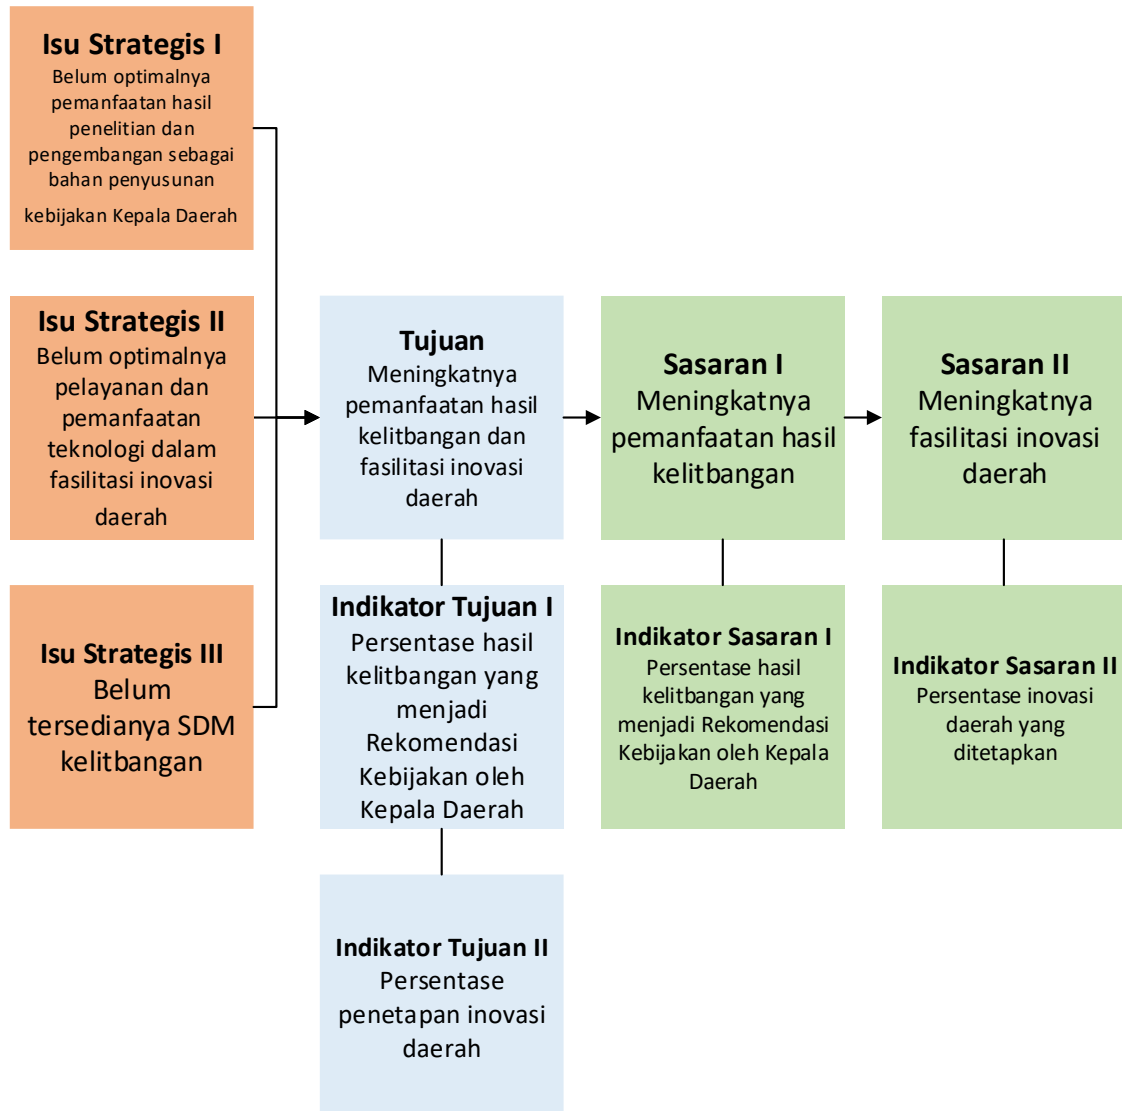 Isu Strategis I
Belum optimalnya
pemanfaatan hasil
penelitian dan
pengembangan sebagai
bahan penyusunan
kebijakan Kepala Daerah
Isu Strategis II
Belum optimalnya
pelayanan dan
pemanfaatan
teknologi dalam
fasilitasi inovasi
daerah
Isu Strategis III
Belum
tersedianya SDM
kelitbangan
Tujuan
Meningkatnya
pemanfaatan hasil
kelitbangan dan
fasilitasi inovasi
daerah
Indikator Tujuan I
Persentase hasil
kelitbangan yang
menjadi
Rekomendasi
Kebijakan oleh
Kepala Daerah
Indikator Tujuan II
Persentase
penetapan inovasi
daerah
Sasaran I
Meningkatnya
pemanfaatan hasil
kelitbangan
Indikator Sasaran I
Persentase hasil
kelitbangan yang
menjadi Rekomendasi
Kebijakan oleh Kepala
Daerah
Sasaran II
Meningkatnya
fasilitasi inovasi
daerah
Indikator Sasaran II
Persentase inovasi
daerah yang
ditetapkan